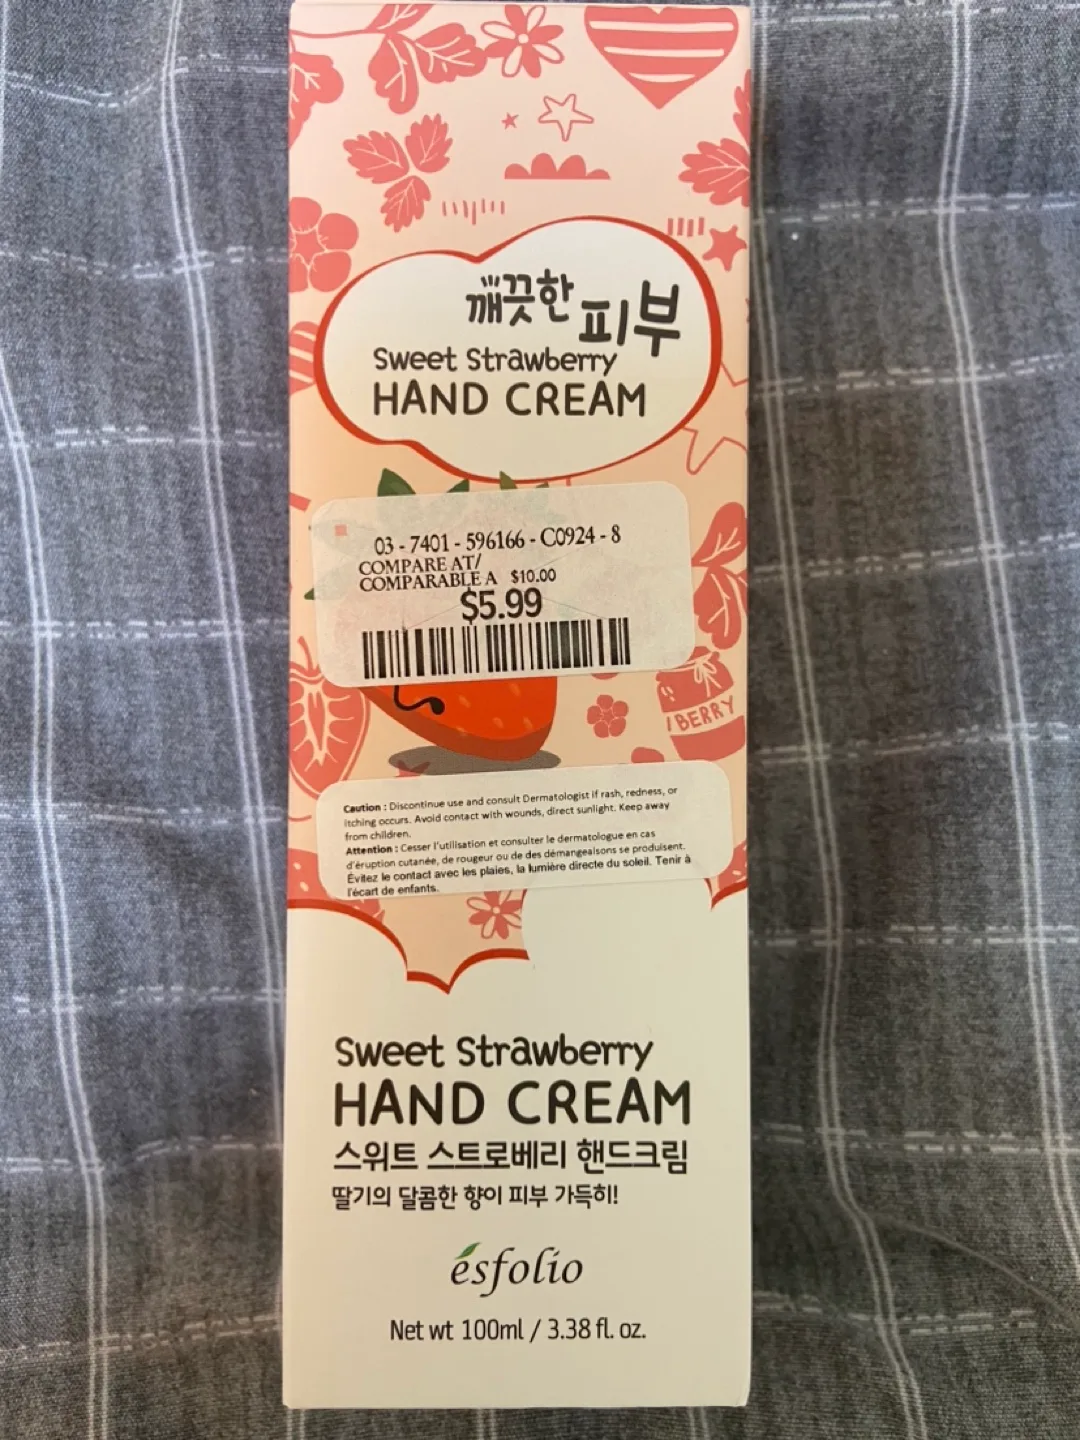 깨끗한 피부
Sweet Strawberry
HAND CREAM
03 - 7401 - 596166 - C0924 - 8
COMPARE AT/
COMPARABLE A $10.00
$5.99
BERRY
Caution : Discontinue use and consult Dermatologist if rash, redness, or
itching occurs. Avoid contact with wounds, direct sunlight. Keep away
from children.
Attention : Cesser l'utilisation et consulter le dermatologue en cas
d'éruption cutanée, de rougeur ou de des démangeaisons se produisent.
Évitez le contact avec les plaies, la lumière directe du soleil. Tenir à
l'écart de enfants.
Sweet Strawberry
HAND CREAM
스위트 스트로베리 핸드크림
딸기의 달콤한 향이 피부 가득히!
ésfolio
Net wt 100ml / 3.38 fl. oz.